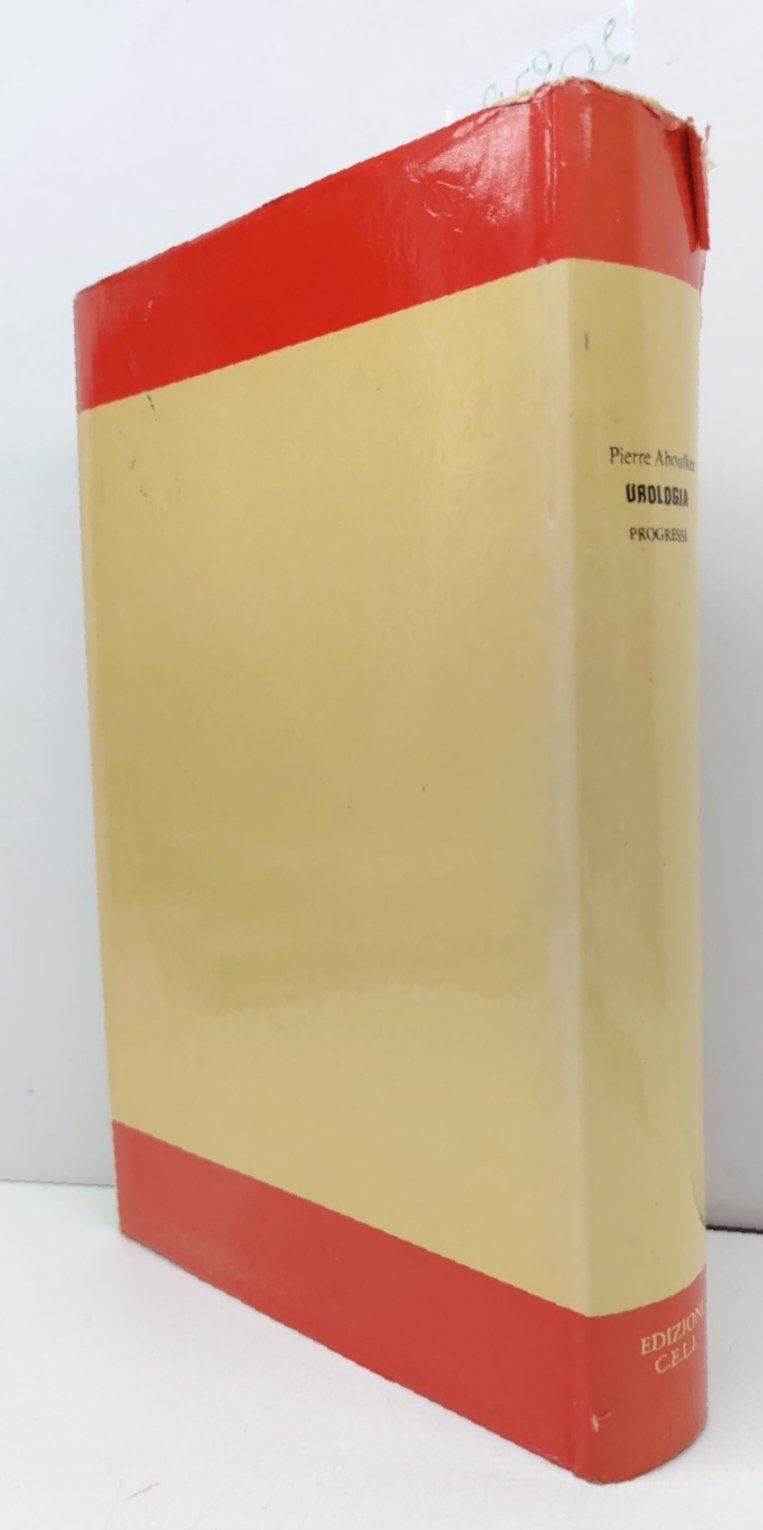 Pierre Aboulker
UROLOGIA
PROGRESSI
EDIZIONI
C.E.L.I.